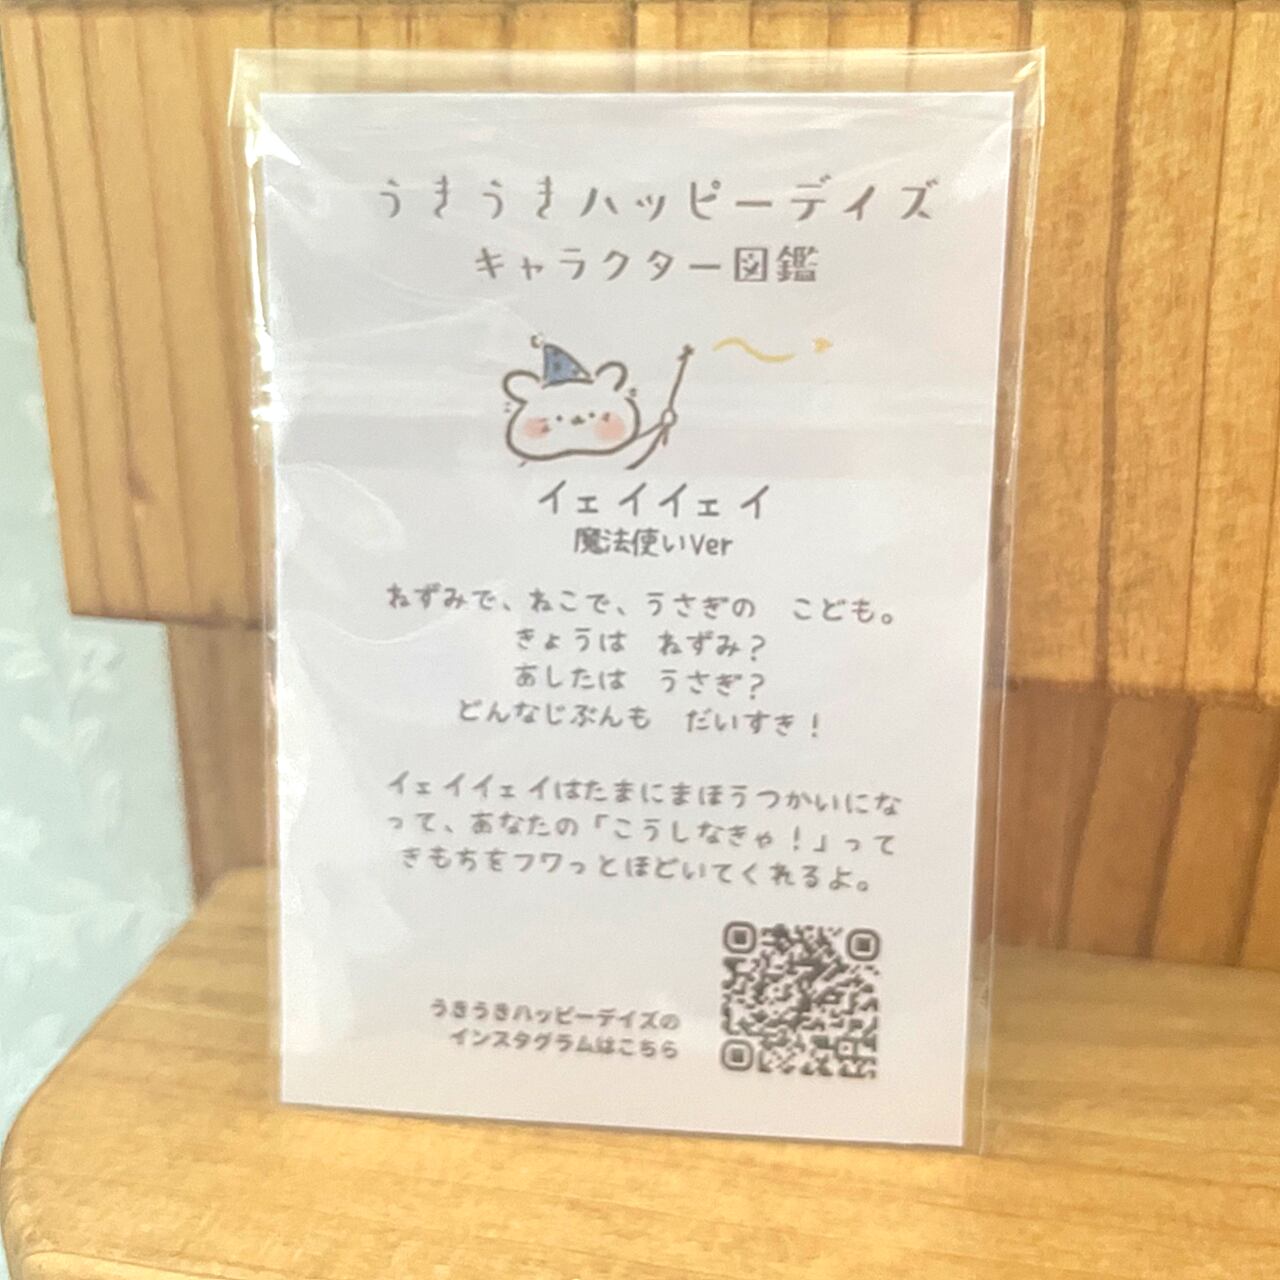 うきうきハッピーデイズ
キャラクター図鑑
イェイイェイ
魔法使いVer
ねずみで、ねこで、うさぎの　こども。
きょうは　ねずみ？
あしたは　うさぎ？
どんなじぶんも　だいすき！
イェイイェイはたまにまほうつかいにな
って、あなたの「こうしなきゃ！」って
きもちをフワっとほどいてくれるよ。
うきうきハッピーデイズの
インスタグラムはこちら